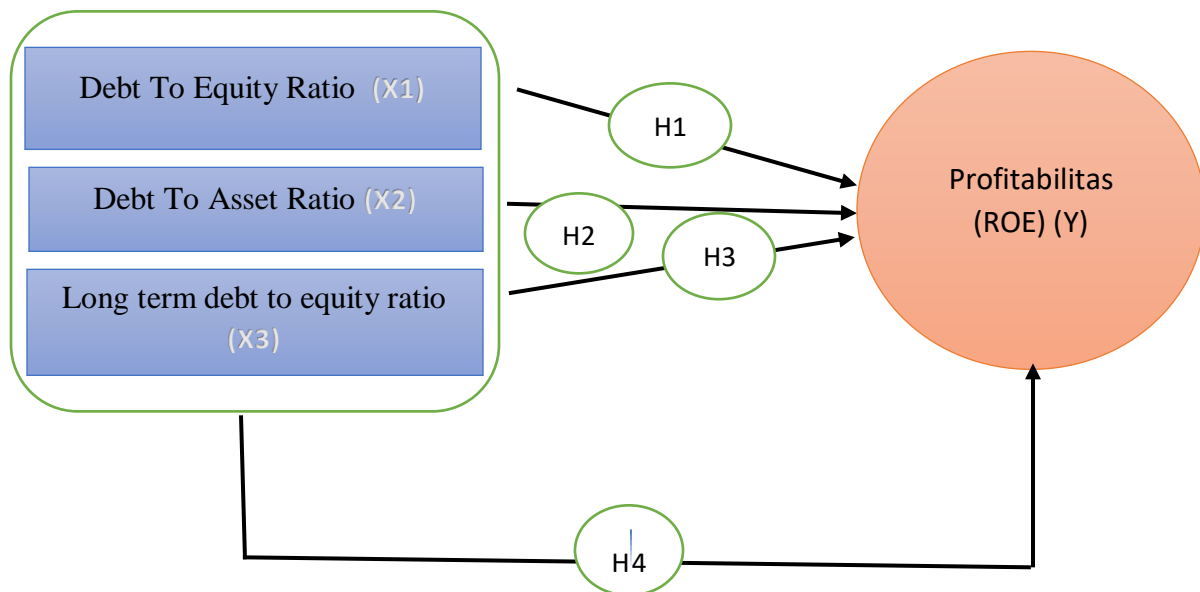 Debt To Equity Ratio (X1)
H1
Debt To Asset Ratio (X2)
H2
Long term debt to equity ratio
(X3)
H3
Profitabilitas
(ROE) (Y)
H4